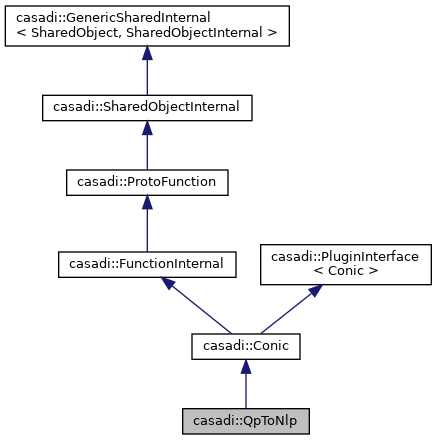 casadi::GenericSharedInternal
< SharedObject, SharedObjectInternal >
casadi::SharedObjectInternal
casadi::ProtoFunction
casadi::FunctionInternal
casadi::PluginInterface
< Conic >
casadi::Conic
casadi::QpToNlp